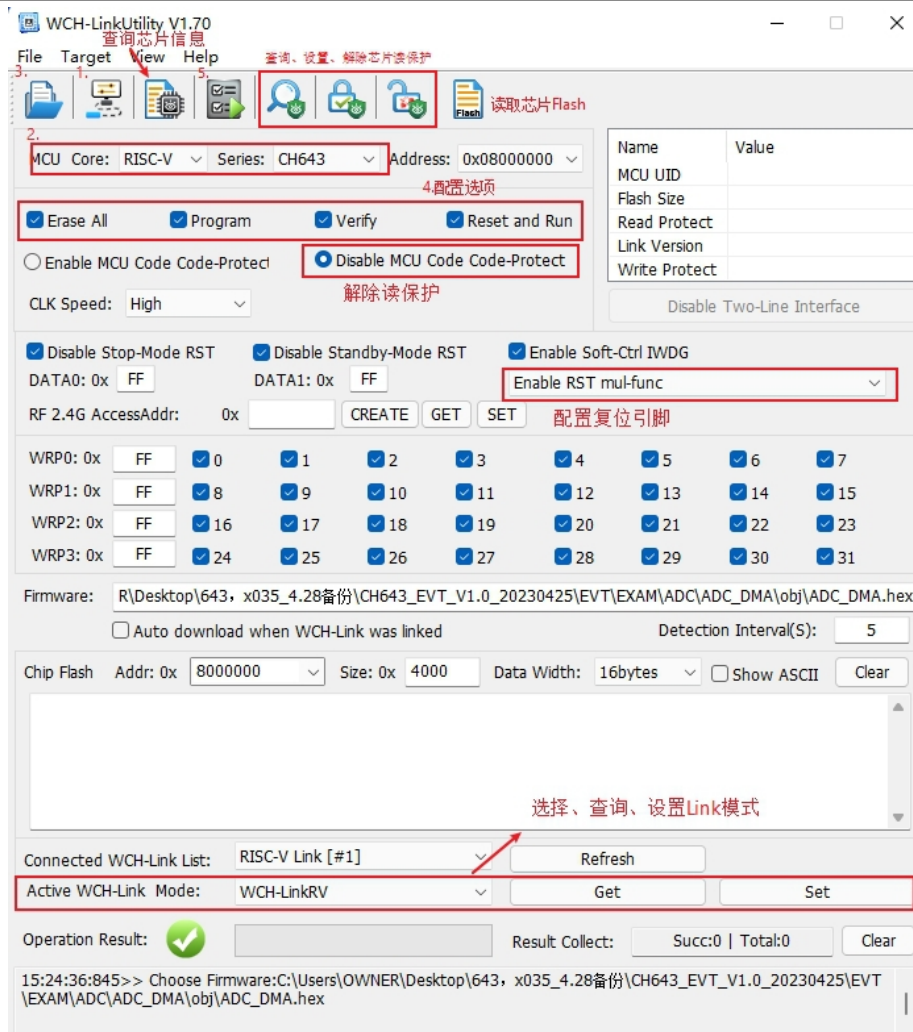 WCH-LinkUtility V1.70
查询芯片信息
File Target View Help
查询、设置、解除芯片读保护
3. 1. 5.
Flash
读取芯片Flash
2.
MCU Core: RISC-V Series: CH643 Address: 0x08000000
Name Value
MCU UID
Flash Size
Read Protect
Link Version
Write Protect
4.配置选项
Erase All Program Verify Reset and Run
Enable MCU Code Code-Protect Disable MCU Code Code-Protect
解除读保护
CLK Speed: High
Disable Two-Line Interface
Disable Stop-Mode RST Disable Standby-Mode RST Enable Soft-Ctrl IWDG
DATA0: 0x FF DATA1: 0x FF Enable RST mul-func
RF 2.4G AccessAddr: 0x CREATE GET SET
配置复位引脚
WRP0: 0x FF 0 1 2 3 4 5 6 7
WRP1: 0x FF 8 9 10 11 12 13 14 15
WRP2: 0x FF 16 17 18 19 20 21 22 23
WRP3: 0x FF 24 25 26 27 28 29 30 31
Firmware: R\Desktop\643，x035_4.28备份\CH643_EVT_V1.0_20230425\EVT\EXAM\ADC\ADC_DMA\obj\ADC_DMA.hex
Auto download when WCH-Link was linked Detection Interval(S): 5
Chip Flash Addr: 0x 8000000 Size: 0x 4000 Data Width: 16bytes Show ASCII Clear
选择、查询、设置Link模式
Connected WCH-Link List: RISC-V Link [#1] Refresh
Active WCH-Link Mode: WCH-LinkRV Get Set
Operation Result: Result Collect: Succ:0 | Total:0 Clear
15:24:36:845>> Choose Firmware:C:\Users\OWNER\Desktop\643，x035_4.28备份\CH643_EVT_V1.0_20230425\EVT
\EXAM\ADC\ADC_DMA\obj\ADC_DMA.hex